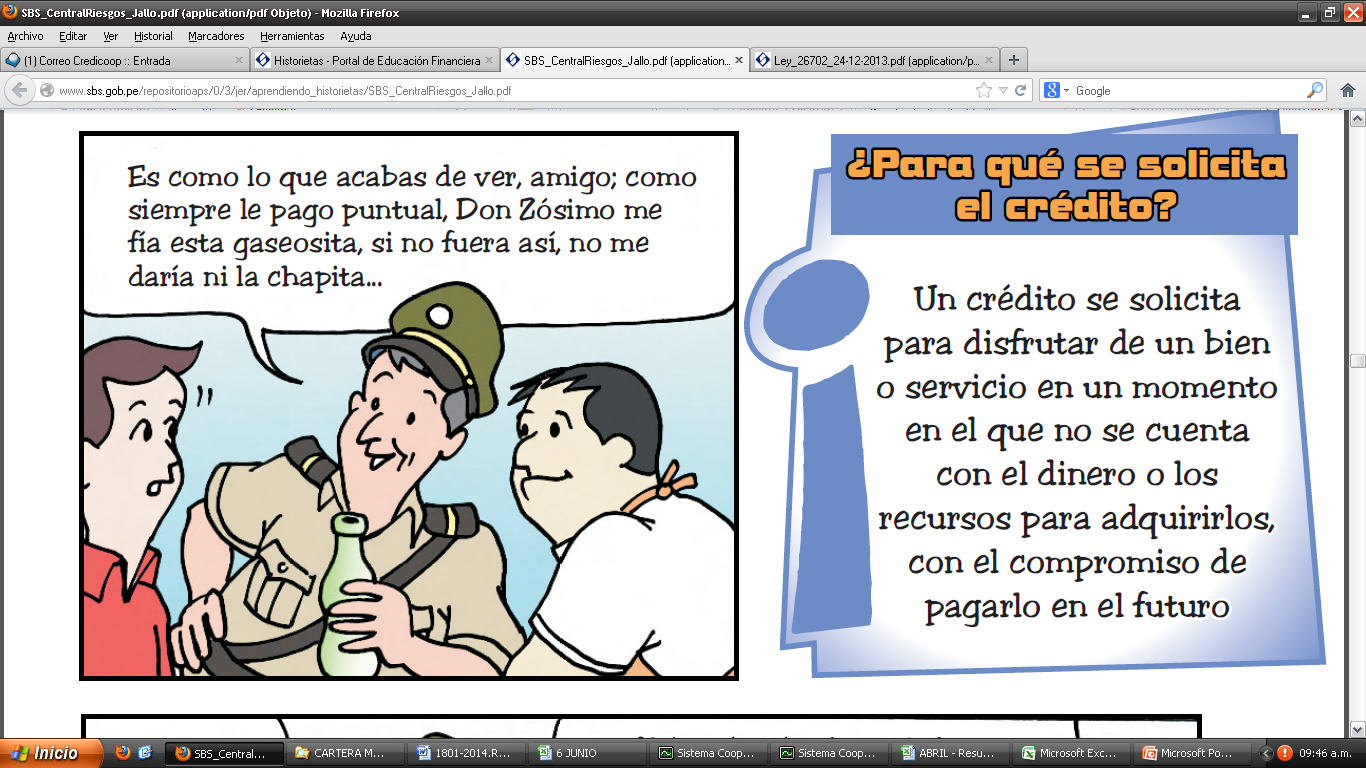 SBS_CentralRiesgos_Jallo.pdf (application/pdf Objeto) - Mozilla Firefox
Archivo Editar Ver Historial Marcadores Herramientas Ayuda
(1) Correo Credicoop :: Entrada
Historietas - Portal de Educación Financiera
SBS_CentralRiesgos_Jallo.pdf (application...
Ley_26702_24-12-2013.pdf (application/p...
www.sbs.gob.pe/repositorioaps/0/3/jer/aprendiendo_historietas/SBS_CentralRiesgos_Jallo.pdf
Google
Es como lo que acabas de ver, amigo; como
siempre le pago puntual, Don Zósimo me
fía esta gaseosita, si no fuera así, no me
daría ni la chapita...
¿Para qué se solicita
el crédito?
Un crédito se solicita
para disfrutar de un bien
o servicio en un momento
en el que no se cuenta
con el dinero o los
recursos para adquirirlos,
con el compromiso de
pagarlo en el futuro
Inicio
SBS_Central...
CARTERA M...
1801-2014.R...
6 JUNIO
Sistema Coop...
Sistema Coop...
ABRIL - Resu...
Microsoft Exc...
Microsoft Po...
09:46 a.m.